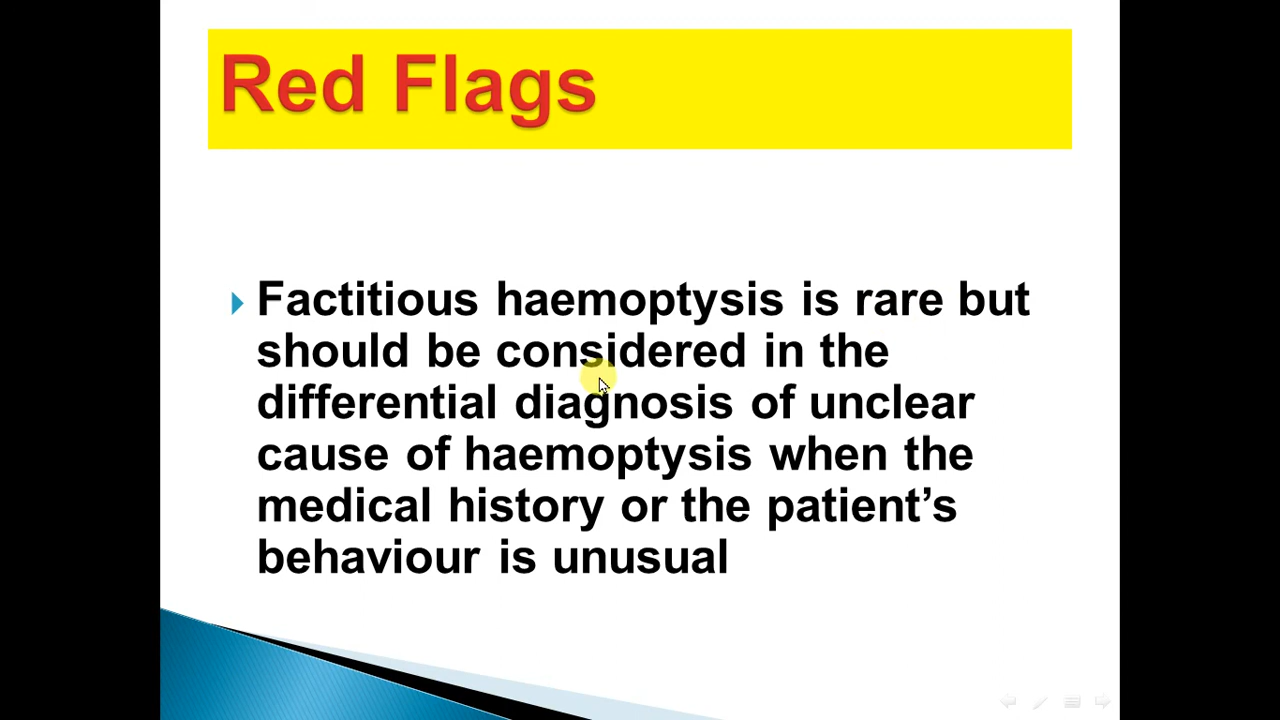 Red Flags
Factitious haemoptysis is rare but
should be considered in the
differential diagnosis of unclear
cause of haemoptysis when the
medical history or the patient’s
behaviour is unusual